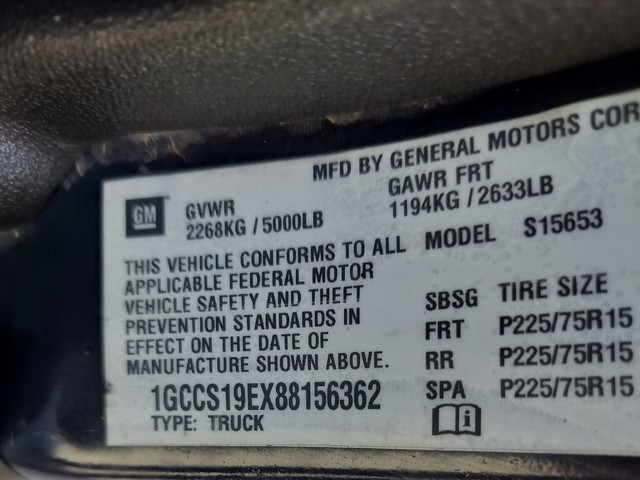 MFD BY GENERAL MOTORS COR
GM
GVWR
2268KG / 5000LB
GAWR FRT
1194KG / 2633LB
THIS VEHICLE CONFORMS TO ALL
APPLICABLE FEDERAL MOTOR
VEHICLE SAFETY AND THEFT
PREVENTION STANDARDS IN
EFFECT ON THE DATE OF
MANUFACTURE SHOWN ABOVE.
1GCCS19EX88156362
TYPE: TRUCK
MODEL S15653
SBSG TIRE SIZE
FRT P225/75R15
RR P225/75R15
SPA P225/75R15
i